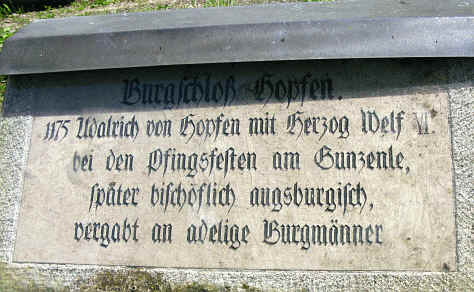 Burgschloß Hopfen.
1175 Udalrich von Hopfen mit Herzog Welf VI.
bei den Pfingsfesten am Gunzenle,
später bischöflich augsburgisch,
vergabt an adelige Burgmänner